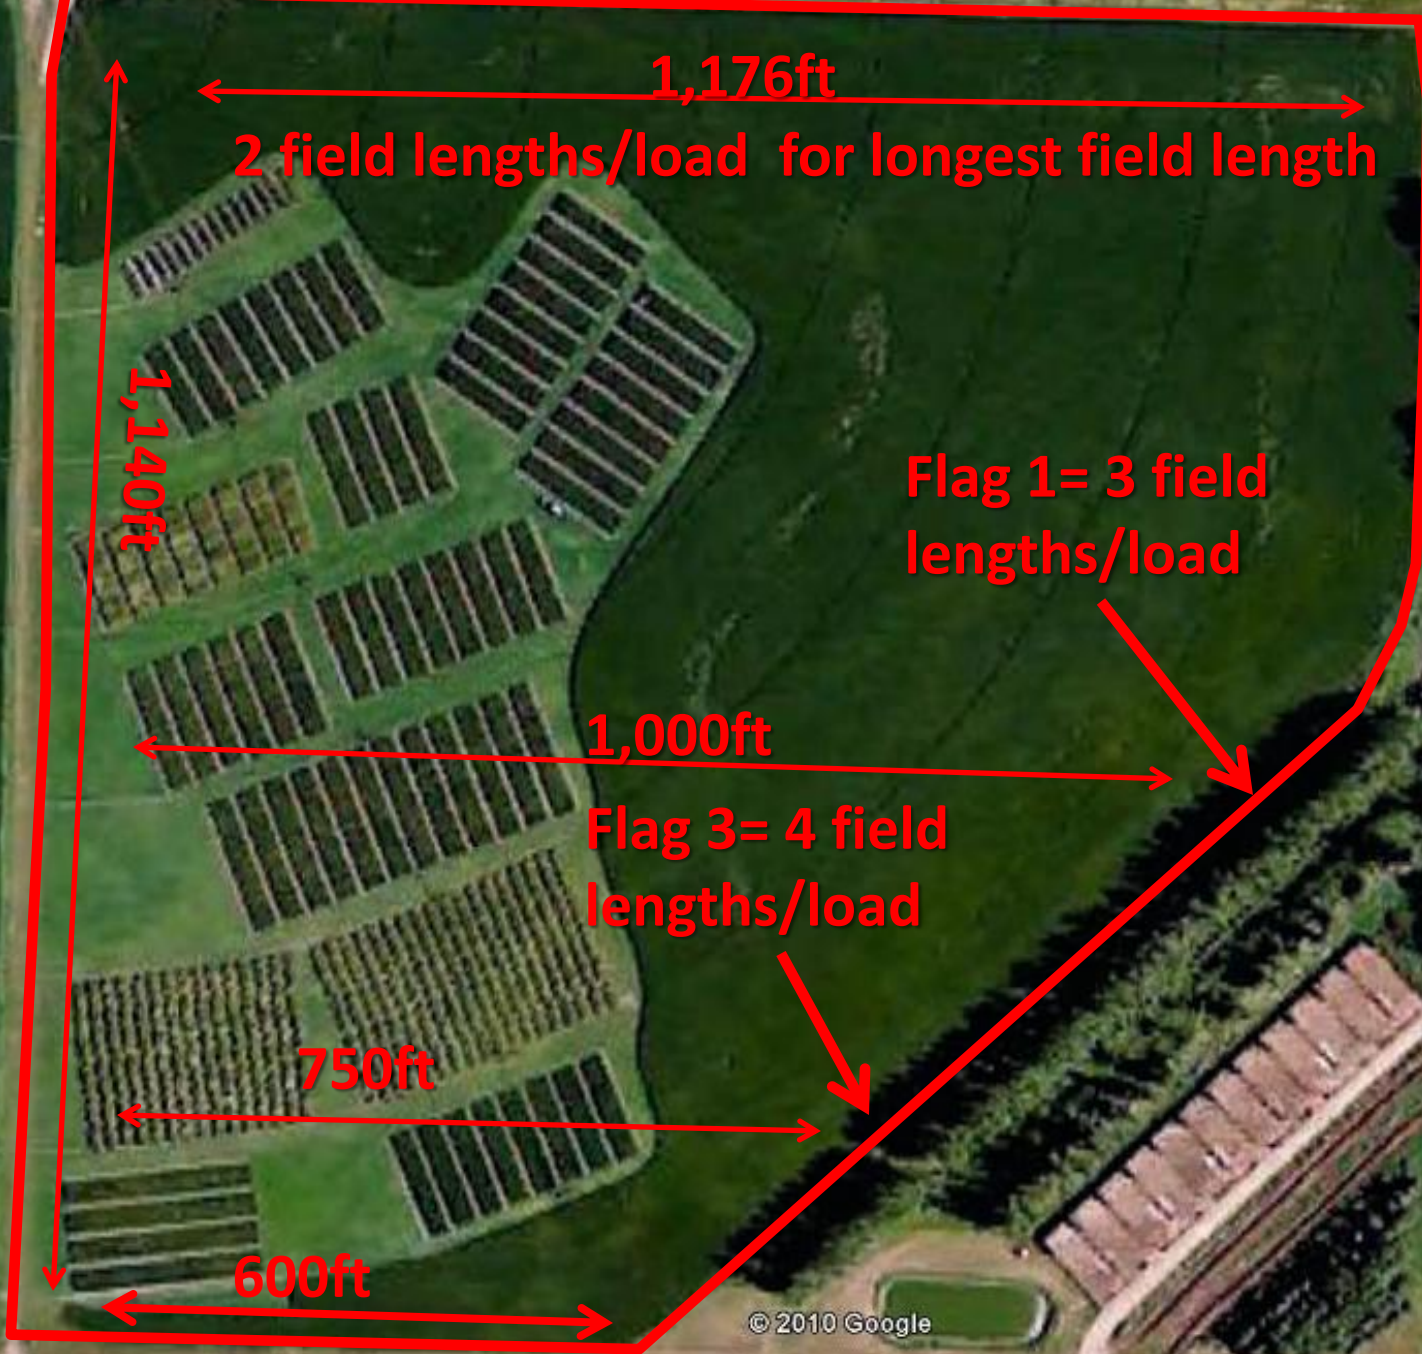 1,176ft
2 field lengths/load  for longest field length
1,140ft
Flag 1= 3 field
lengths/load
1,000ft
Flag 3= 4 field
lengths/load
750ft
600ft
© 2010 Google